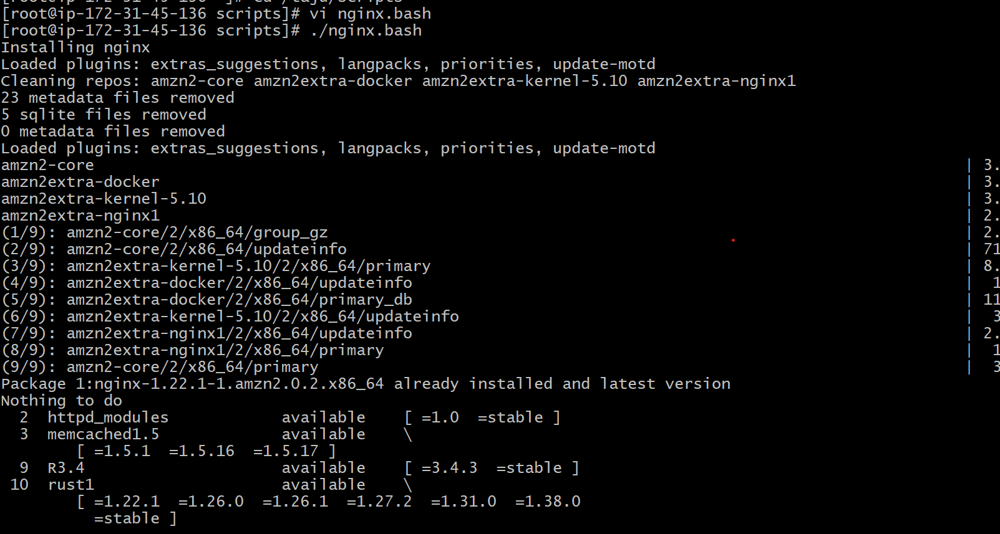 [root@ip-172-31-45-136 ~]# cd /taju/scripts
[root@ip-172-31-45-136 scripts]# vi nginx.bash
[root@ip-172-31-45-136 scripts]# ./nginx.bash
Installing nginx
Loaded plugins: extras_suggestions, langpacks, priorities, update-motd
Cleaning repos: amzn2-core amzn2extra-docker amzn2extra-kernel-5.10 amzn2extra-nginx1
23 metadata files removed
5 sqlite files removed
0 metadata files removed
Loaded plugins: extras_suggestions, langpacks, priorities, update-motd
amzn2-core | 3.
amzn2extra-docker | 3.
amzn2extra-kernel-5.10 | 3.
amzn2extra-nginx1 | 2.
(1/9): amzn2-core/2/x86_64/group_gz | 2.
(2/9): amzn2-core/2/x86_64/updateinfo | 71
(3/9): amzn2extra-kernel-5.10/2/x86_64/primary | 8.
(4/9): amzn2extra-docker/2/x86_64/updateinfo | 1
(5/9): amzn2extra-docker/2/x86_64/primary_db | 11
(6/9): amzn2extra-kernel-5.10/2/x86_64/updateinfo | 3
(7/9): amzn2extra-nginx1/2/x86_64/updateinfo | 2.
(8/9): amzn2extra-nginx1/2/x86_64/primary | 1
(9/9): amzn2-core/2/x86_64/primary | 3
Package 1:nginx-1.22.1-1.amzn2.0.2.x86_64 already installed and latest version
Nothing to do
2 httpd_modules available [ =1.0 =stable ]
3 memcached1.5 available \
[ =1.5.1 =1.5.16 =1.5.17 ]
9 R3.4 available [ =3.4.3 =stable ]
10 rust1 available \
[ =1.22.1 =1.26.0 =1.26.1 =1.27.2 =1.31.0 =1.38.0
=stable ]